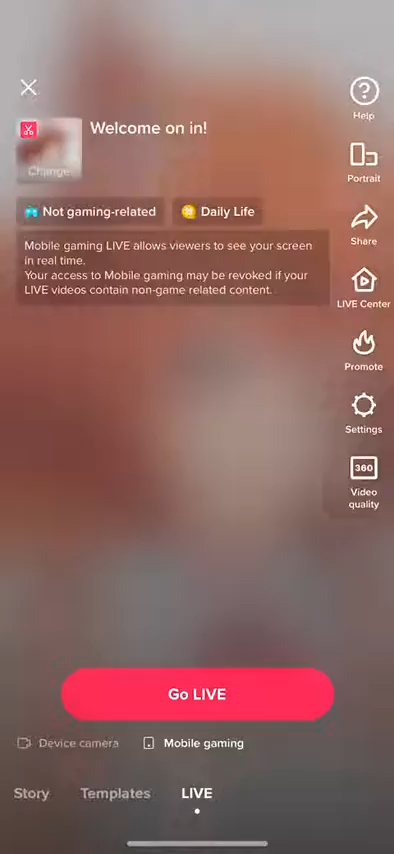 Help
Welcome on in!
Change
Portrait
Not gaming-related
Daily Life
Share
Mobile gaming LIVE allows viewers to see your screen
in real time.
Your access to Mobile gaming may be revoked if your
LIVE videos contain non-game related content.
LIVE Center
Promote
Settings
360
Video
quality
Go LIVE
Device camera
Mobile gaming
Story
Templates
LIVE